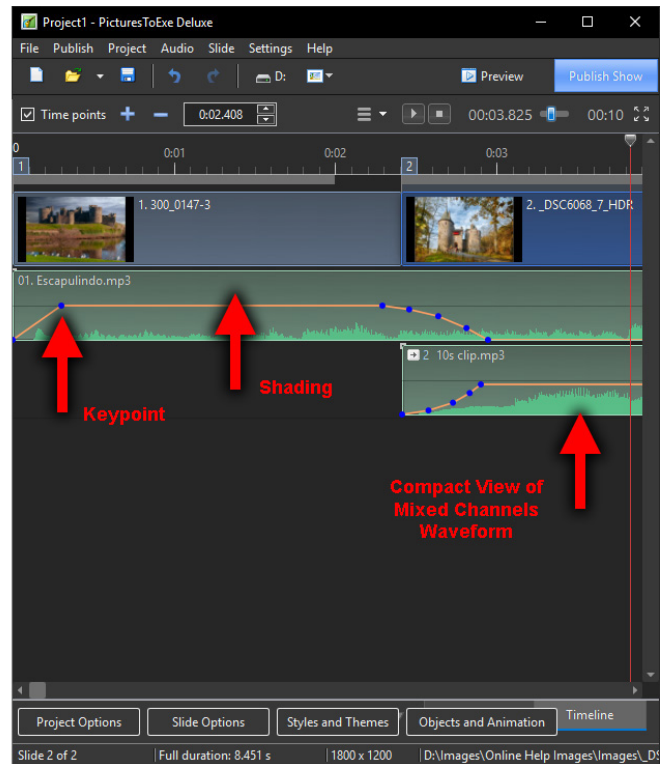 Project1 - PicturesToExe Deluxe
File Publish Project Audio Slide Settings Help
D: Preview Publish Show
Time points 0:02.408 00:03.825 00:10
0 0:01 0:02 0:03
1 2
1. 300_0147-3 2. _DSC6068_7_HDR
01. Escapulindo.mp3
2 10s clip.mp3
Shading
Keypoint
Compact View of
Mixed Channels
Waveform
Project Options Slide Options Styles and Themes Objects and Animation Timeline
Slide 2 of 2 Full duration: 8.451 s 1800 x 1200 D:\Images\Online Help Images\Images\_DS